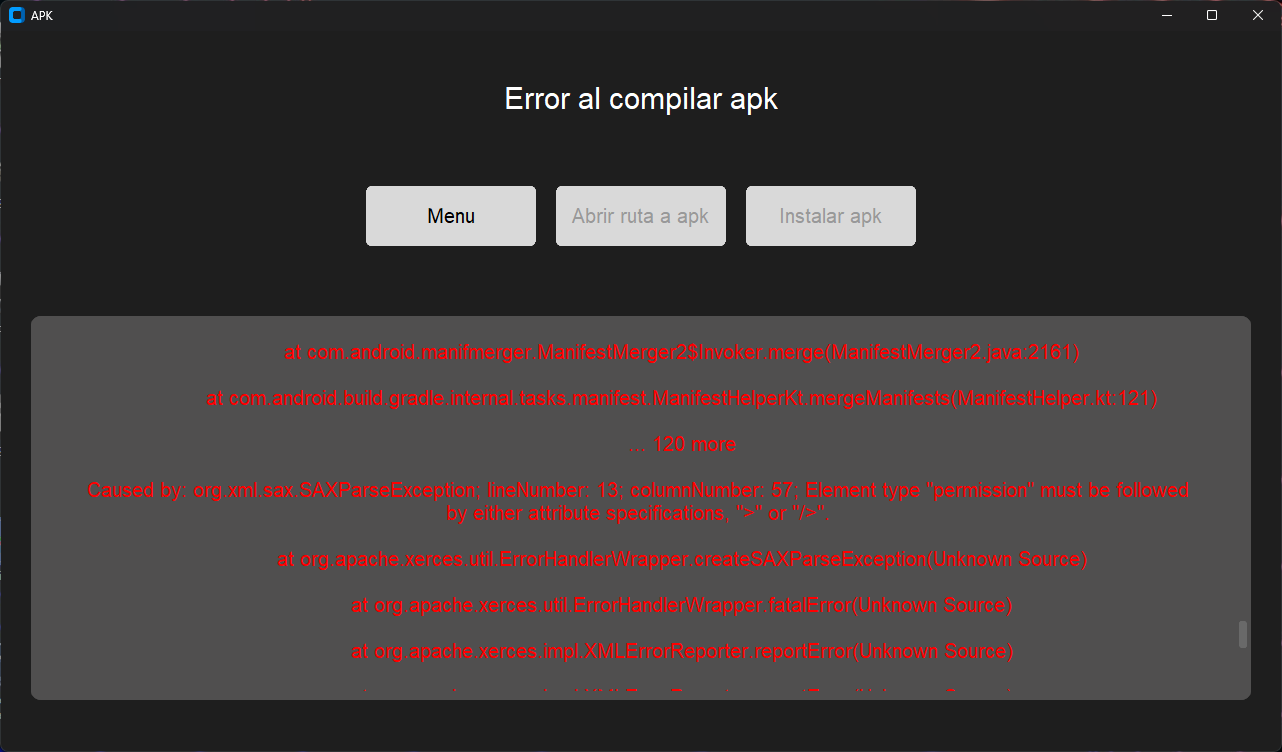 APK
Error al compilar apk
Menu
Abrir ruta a apk
Instalar apk
at com.android.manifmerger.ManifestMerger2$Invoker.merge(ManifestMerger2.java:2161)
at com.android.build.gradle.internal.tasks.manifest.ManifestHelperKt.mergeManifests(ManifestHelper.kt:121)
... 120 more
Caused by: org.xml.sax.SAXParseException; lineNumber: 13; columnNumber: 57; Element type "permission" must be followed
by either attribute specifications, ">" or "/>".
at org.apache.xerces.util.ErrorHandlerWrapper.createSAXParseException(Unknown Source)
at org.apache.xerces.util.ErrorHandlerWrapper.fatalError(Unknown Source)
at org.apache.xerces.impl.XMLErrorReporter.reportError(Unknown Source)